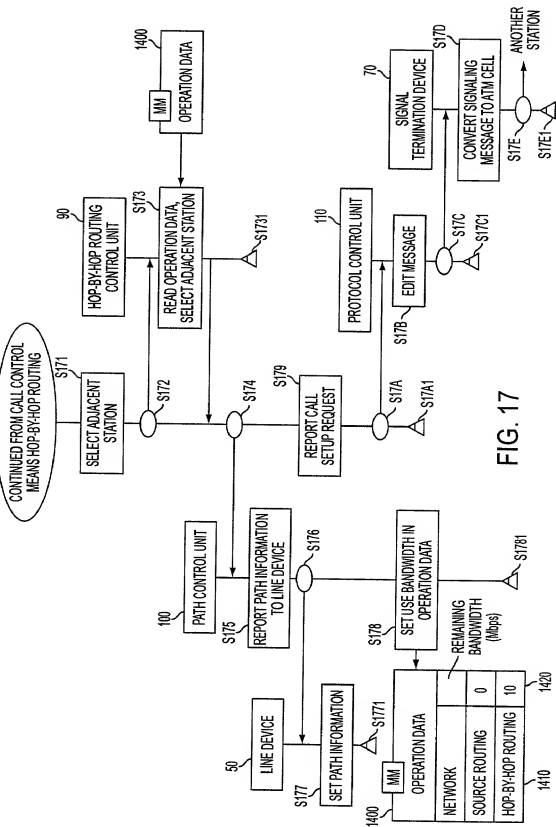 CONTINUED FROM CALL CONTROL
MEANS HOP-BY-HOP ROUTING
S171
SELECT ADJACENT
STATION
S172
90
HOP-BY-HOP ROUTING
CONTROL UNIT
S173
READ OPERATION DATA,
SELECT ADJACENT STATION
S1731
1400
MM
OPERATION DATA
S174
100
PATH CONTROL UNIT
S175
REPORT PATH INFORMATION
TO LINE DEVICE
S176
50
LINE DEVICE
S177
SET PATH INFORMATION
S1771
S178
SET USE BANDWIDTH IN
OPERATION DATA
S1781
1400
MM
OPERATION DATA
REMAINING
BANDWIDTH
(Mbps)
NETWORK
SOURCE ROUTING
0
HOP-BY-HOP ROUTING
10
1410
1420
S179
REPORT CALL
SETUP REQUEST
S17A
S17A1
110
PROTOCOL CONTROL UNIT
S17B
EDIT MESSAGE
S17C
S17C1
70
SIGNAL
TERMINATION DEVICE
S17D
CONVERT SIGNALING
MESSAGE TO ATM CELL
S17E
ANOTHER
STATION
S17E1
FIG. 17